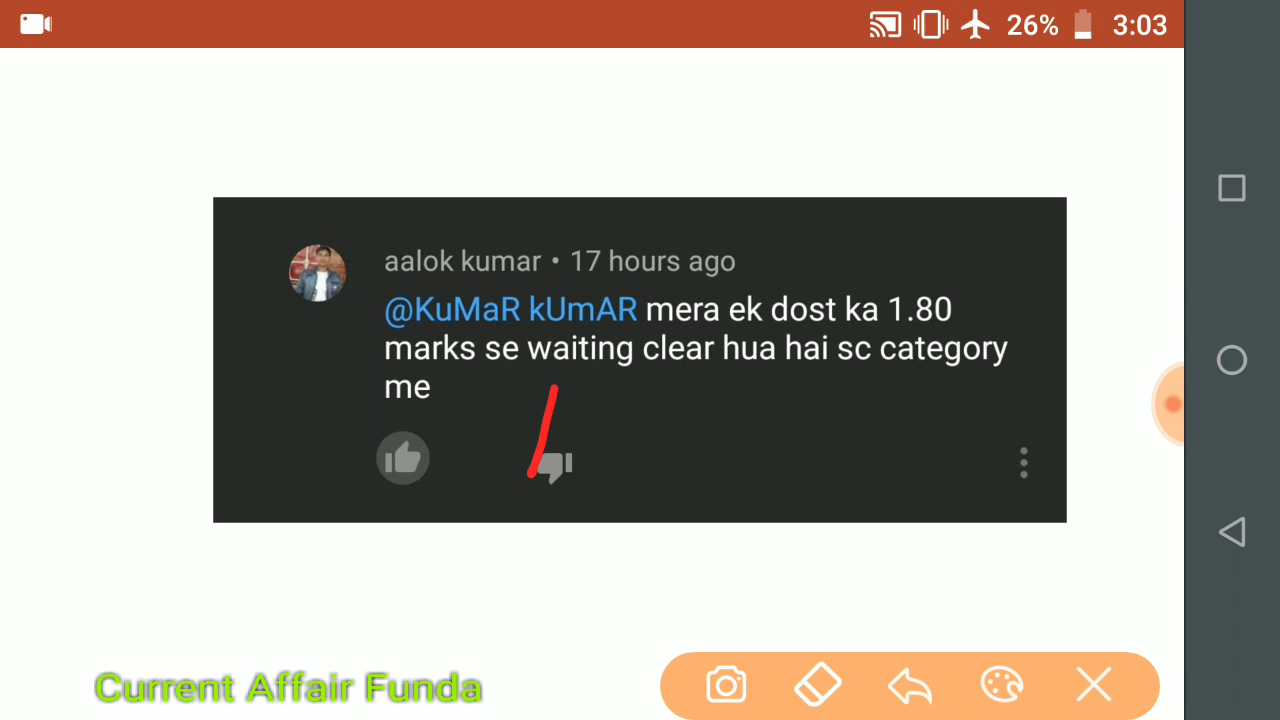 26% 3:03
aalok kumar • 17 hours ago
@KuMaR kUmAR mera ek dost ka 1.80
marks se waiting clear hua hai sc category
me
Current Affair Funda